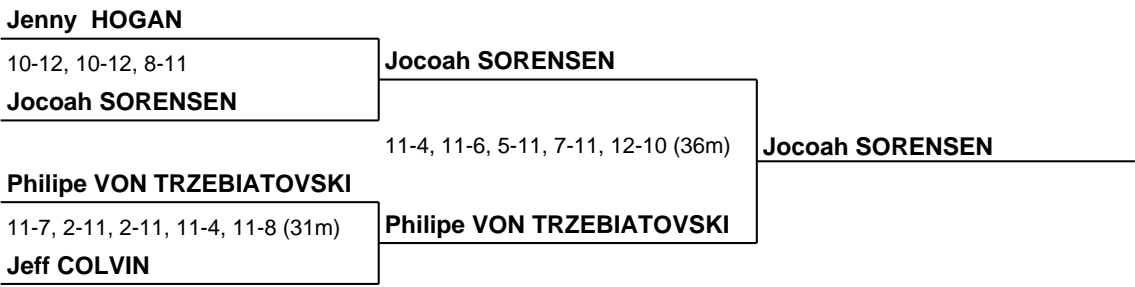 Jenny HOGAN
10-12, 10-12, 8-11
Jocoah SORENSEN
Jocoah SORENSEN
Philipe VON TRZEBIATOVSKI
11-7, 2-11, 2-11, 11-4, 11-8 (31m)
Jeff COLVIN
Philipe VON TRZEBIATOVSKI
11-4, 11-6, 5-11, 7-11, 12-10 (36m)
Jocoah SORENSEN